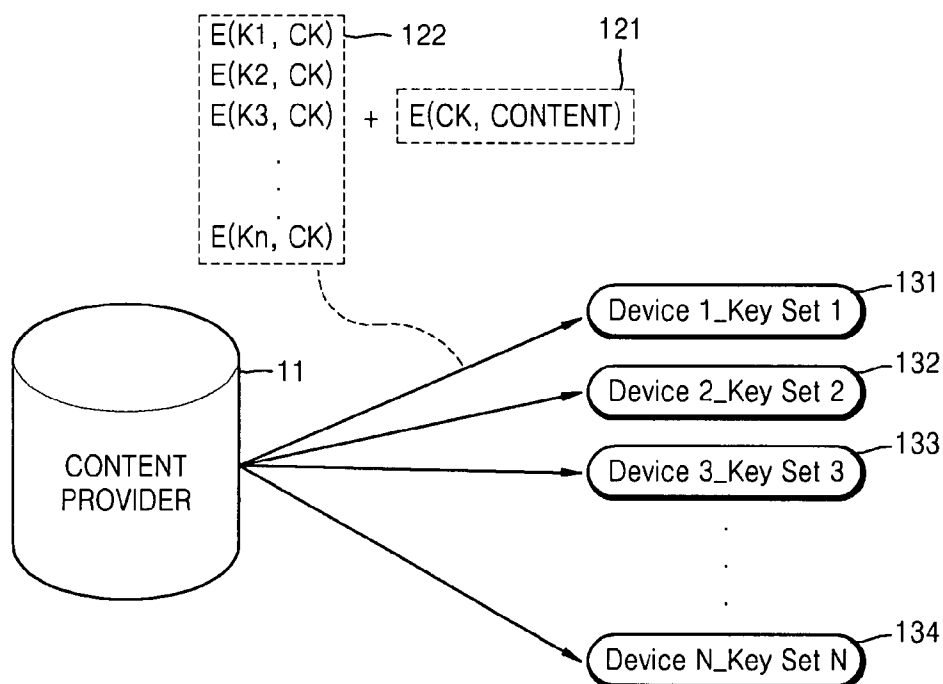 E(K1, CK)
122
121
E(K2, CK)
E(K3, CK) + E(CK, CONTENT)
.
.
.
E(Kn, CK)
131
Device 1_Key Set 1
11
132
Device 2_Key Set 2
133
CONTENT
PROVIDER
Device 3_Key Set 3
.
.
.
134
Device N_Key Set N